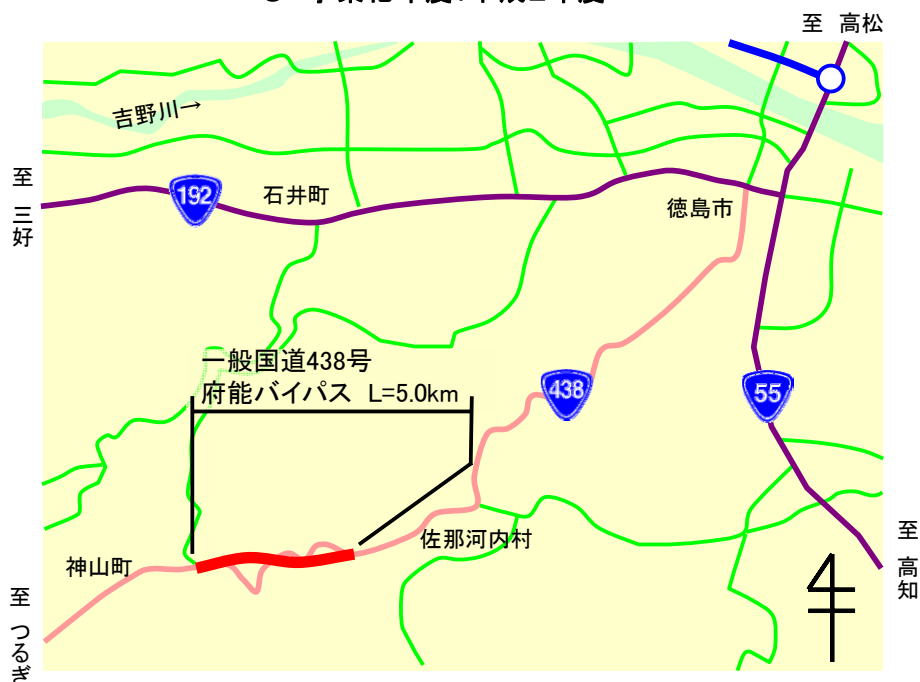 至 高松
吉野川→
至 三好
192
石井町
徳島市
一般国道438号
府能バイパス L=5.0km
438
55
佐那河内村
神山町
至 高知
至 つるぎ